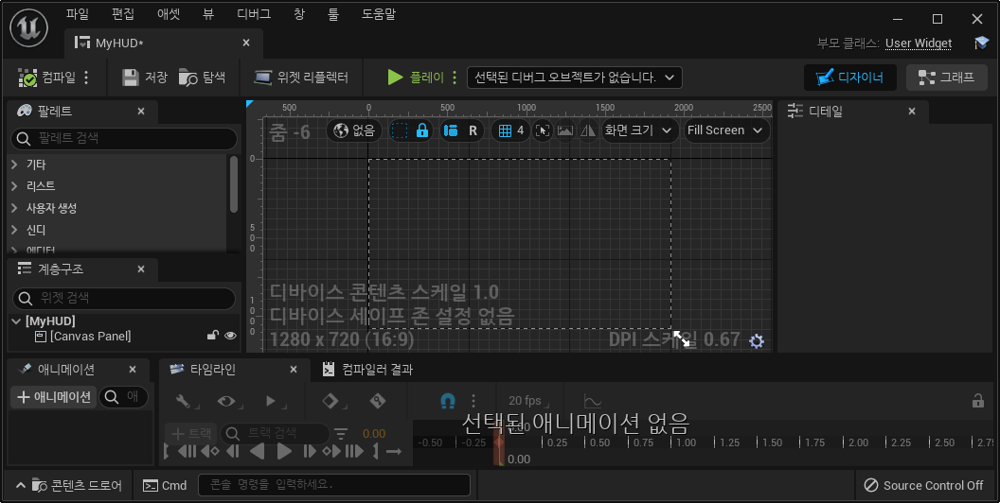 파일 편집 애셋 뷰 디버그 창 툴 도움말
MyHUD*
부모 클래스: User Widget
컴파일 저장 탐색 위젯 리플렉터 플레이 선택된 디버그 오브젝트가 없습니다. 디자이너 그래프
팔레트
팔레트 검색
기타
리스트
사용자 생성
신디
에디터
계층구조
위젯 검색
[MyHUD]
[Canvas Panel]
500 0 500 1000 1500 2000 2500
줌 -6 없음 R 4 화면 크기 Fill Screen
0
500
1000
디바이스 콘텐츠 스케일 1.0
디바이스 세이프 존 설정 없음
1280 x 720 (16:9) DPI 스케일 0.67
디테일
애니메이션
애니메이션 애
타임라인 컴파일러 결과
20 fps
선택된 애니메이션 없음
트랙 트랙 검색 0.00
-0.50 -0.25 0.25 0.50 0.75 1.00 1.25 1.50 1.75 2.00 2.25 2.50 2.7
0.00
콘텐츠 드로어 Cmd 콘솔 명령을 입력하세요. Source Control Off